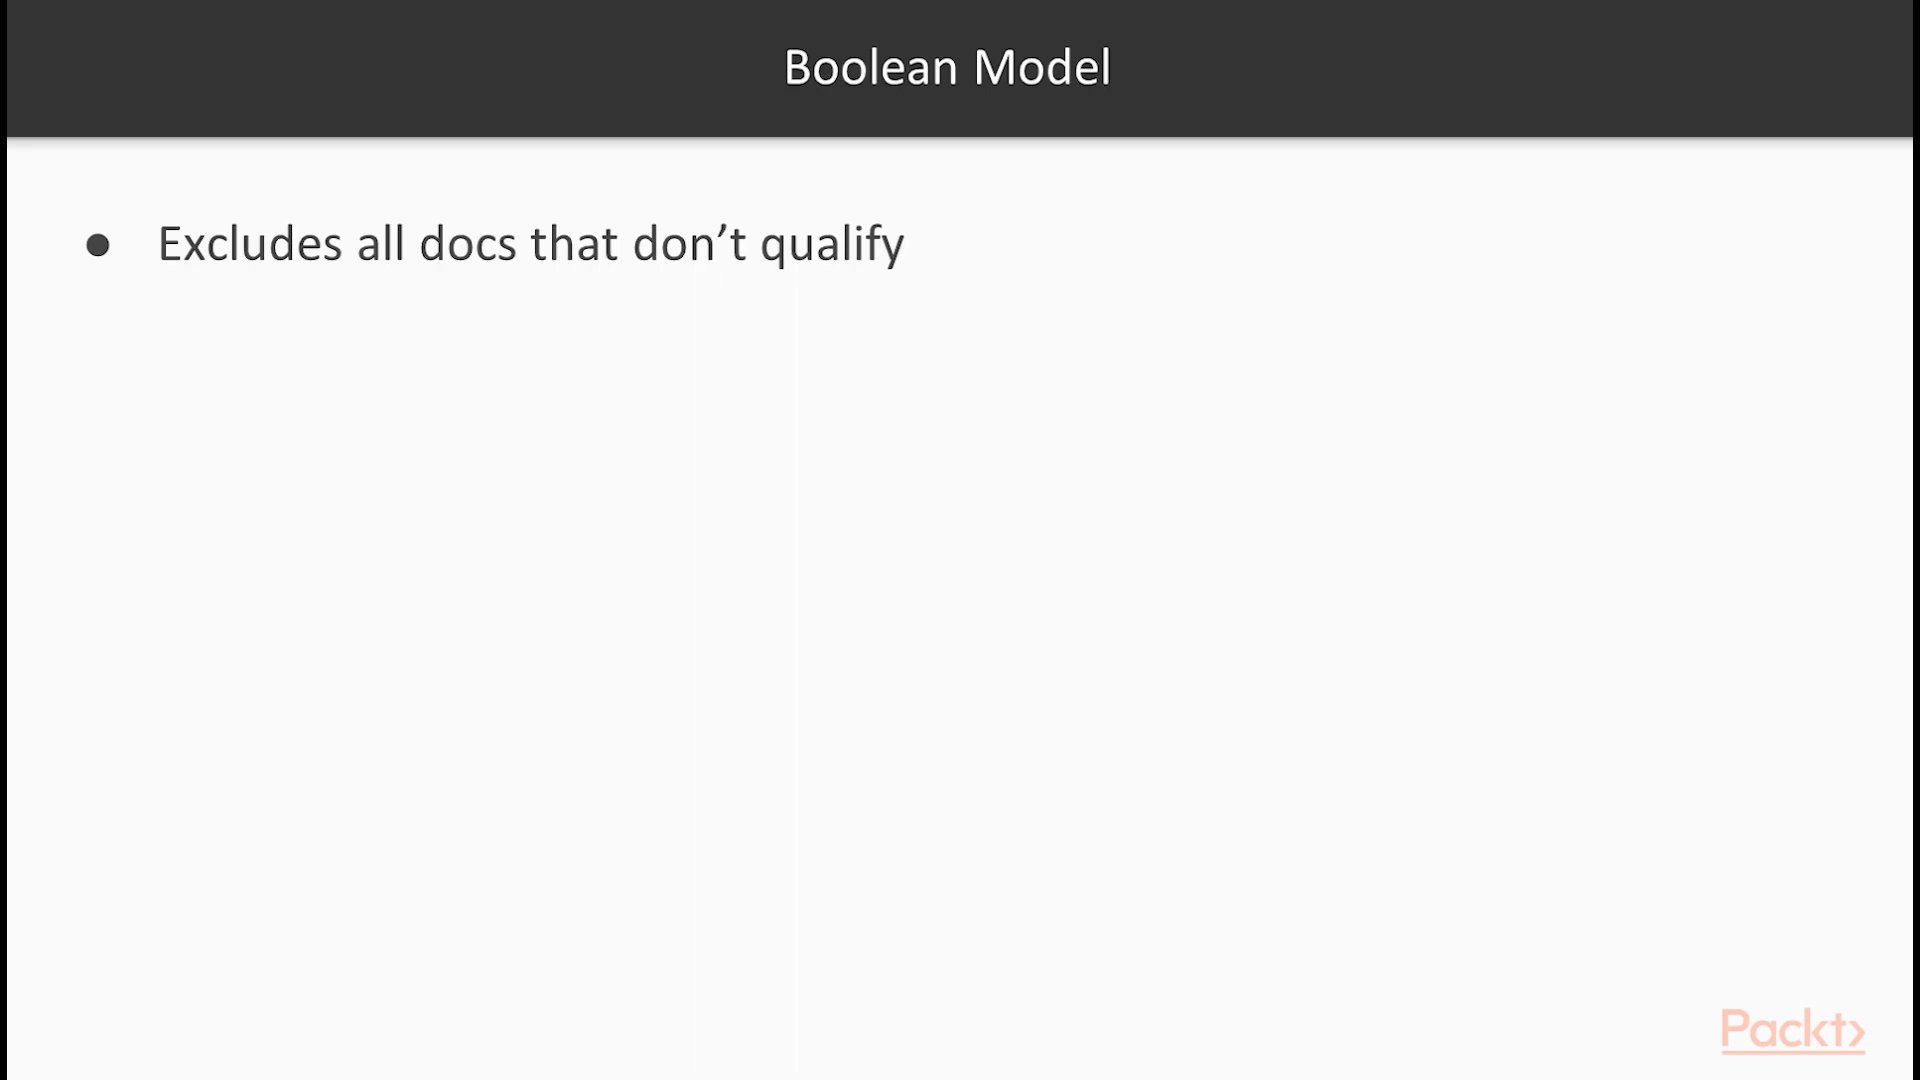 Boolean Model
● Excludes all docs that don’t qualify
Packt>